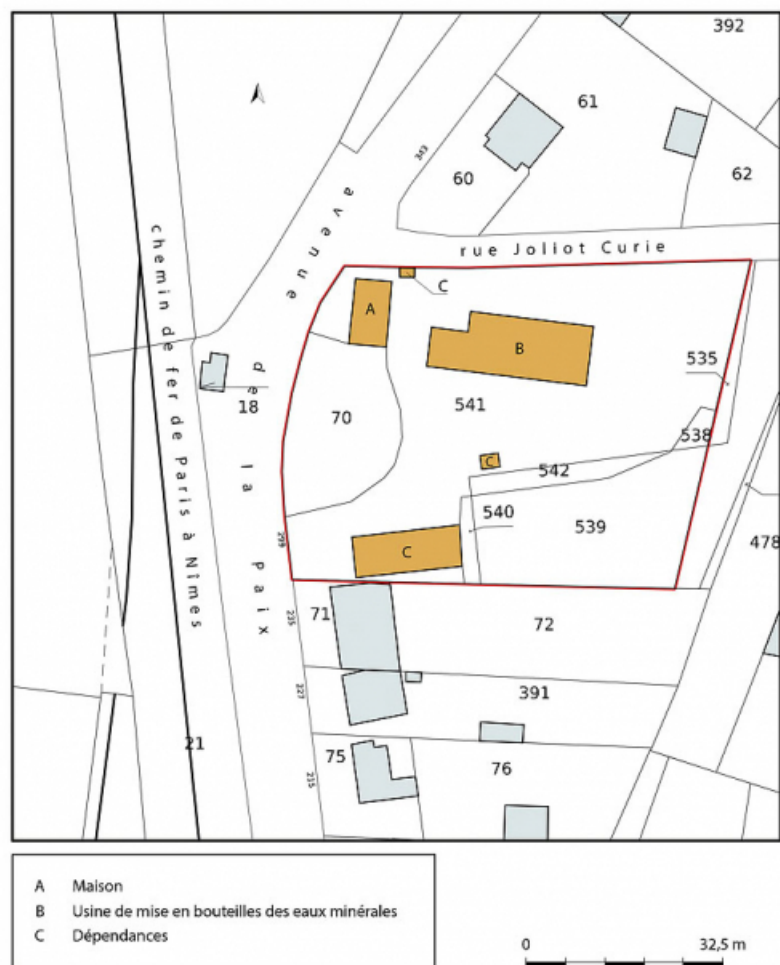 392
61
343
60
62
avenue de la Paix
chemin de fer de Paris à Nîmes
rue Joliot Curie
C
A
B
535
18
70
541
538
C
542
540
539
299
C
478
71
72
225
227
391
21
75
76
215
A Maison
B Usine de mise en bouteilles des eaux minérales
C Dépendances
0 32,5 m